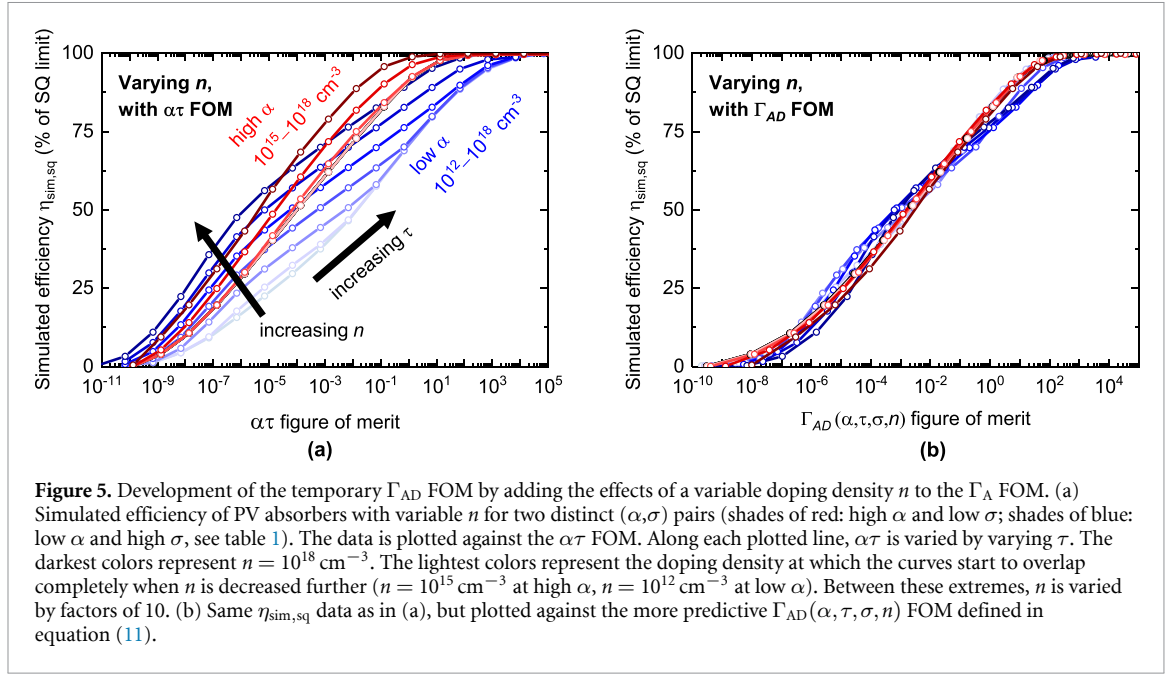 Simulated efficiency ηsim,sq (% of SQ limit)
100
75
50
25
0
Varying n,
with ατ FOM
high α
10^15–10^18 cm^-3
low α
10^12–10^18 cm^-3
increasing τ
increasing n
10^-11 10^-9 10^-7 10^-5 10^-3 10^-1 10^1 10^3 10^5
ατ figure of merit
(a)
Simulated efficiency ηsim,sq (% of SQ limit)
100
75
50
25
0
Varying n,
with Γ_AD FOM
10^-10 10^-8 10^-6 10^-4 10^-2 10^0 10^2 10^4
Γ_AD (α,τ,σ,n) figure of merit
(b)
Figure 5. Development of the temporary Γ_AD FOM by adding the effects of a variable doping density n to the Γ_A FOM. (a)
Simulated efficiency of PV absorbers with variable n for two distinct (α,σ) pairs (shades of red: high α and low σ; shades of blue:
low α and high σ, see table 1). The data is plotted against the ατ FOM. Along each plotted line, ατ is varied by varying τ. The
darkest colors represent n = 10^18 cm^−3. The lightest colors represent the doping density at which the curves start to overlap
completely when n is decreased further (n = 10^15 cm^−3 at high α, n = 10^12 cm^−3 at low α). Between these extremes, n is varied
by factors of 10. (b) Same ηsim,sq data as in (a), but plotted against the more predictive Γ_AD(α, τ, σ, n) FOM defined in
equation (11).